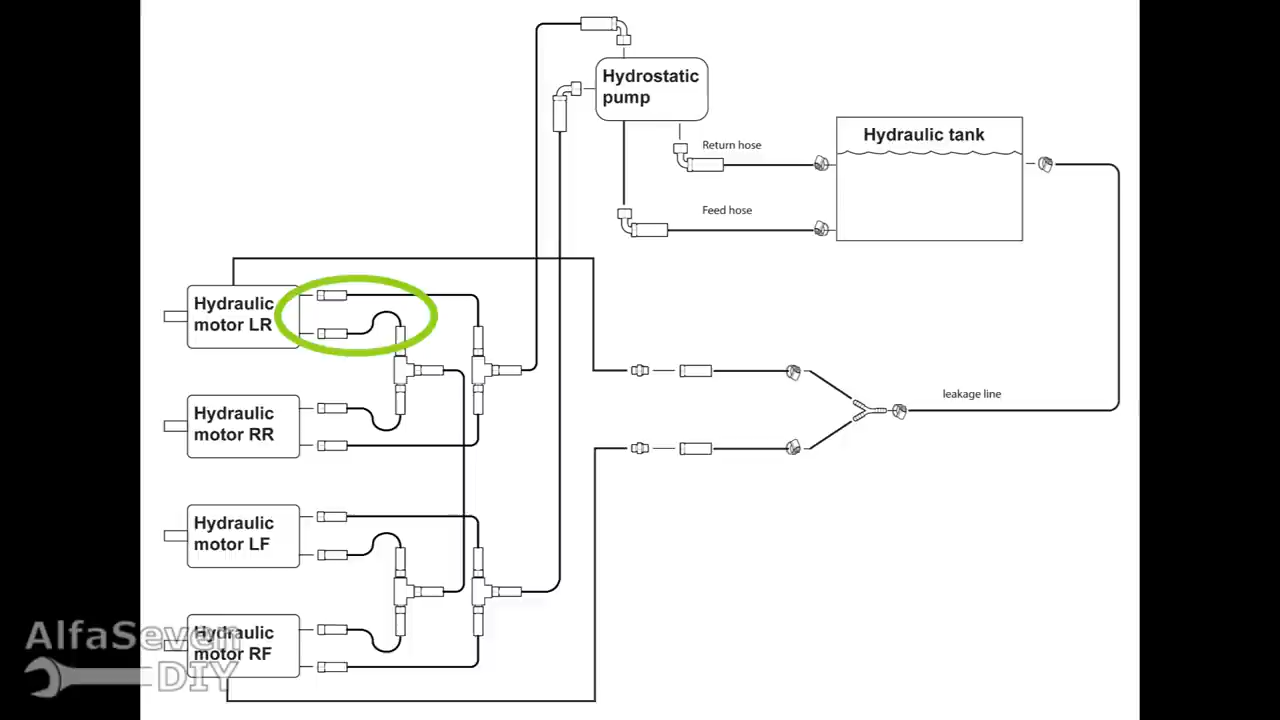 Hydrostatic
pump
Hydraulic tank
Return hose
Feed hose
Hydraulic
motor LR
leakage line
Hydraulic
motor RR
Hydraulic
motor LF
Hydraulic
motor RF
AlfaSeven
DIY